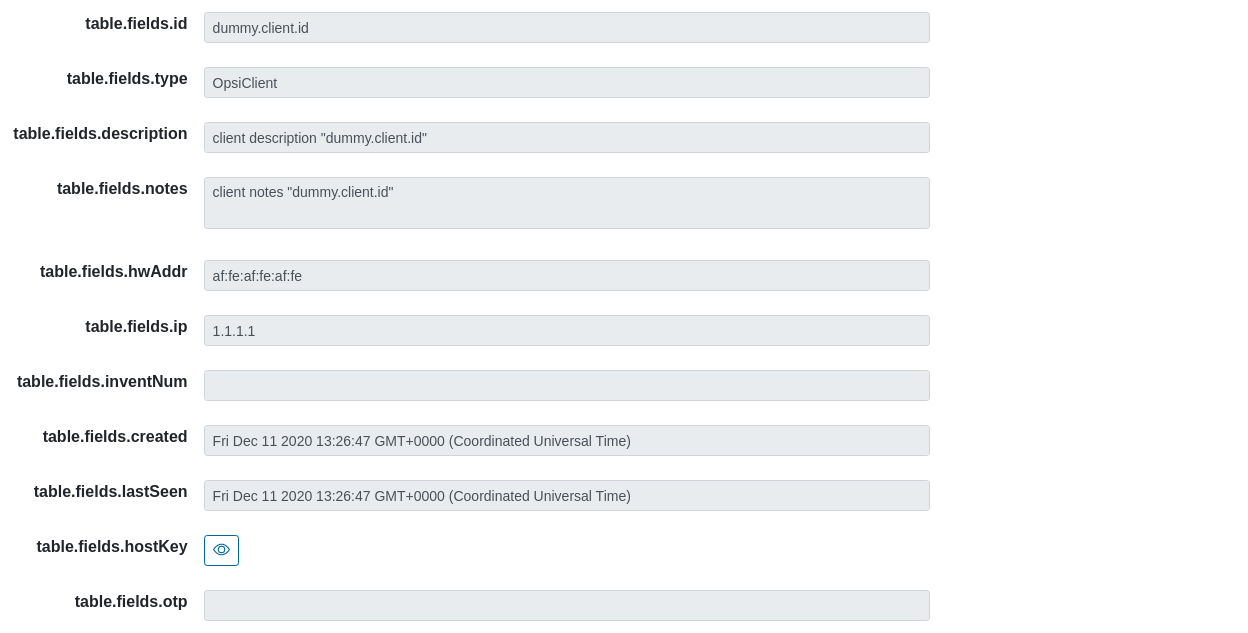 table.fields.id
dummy.client.id
table.fields.type
OpsiClient
table.fields.description
client description "dummy.client.id"
table.fields.notes
client notes "dummy.client.id"
table.fields.hwAddr
af:fe:af:fe:af:fe
table.fields.ip
1.1.1.1
table.fields.inventNum
table.fields.created
Fri Dec 11 2020 13:26:47 GMT+0000 (Coordinated Universal Time)
table.fields.lastSeen
Fri Dec 11 2020 13:26:47 GMT+0000 (Coordinated Universal Time)
table.fields.hostKey
table.fields.otp